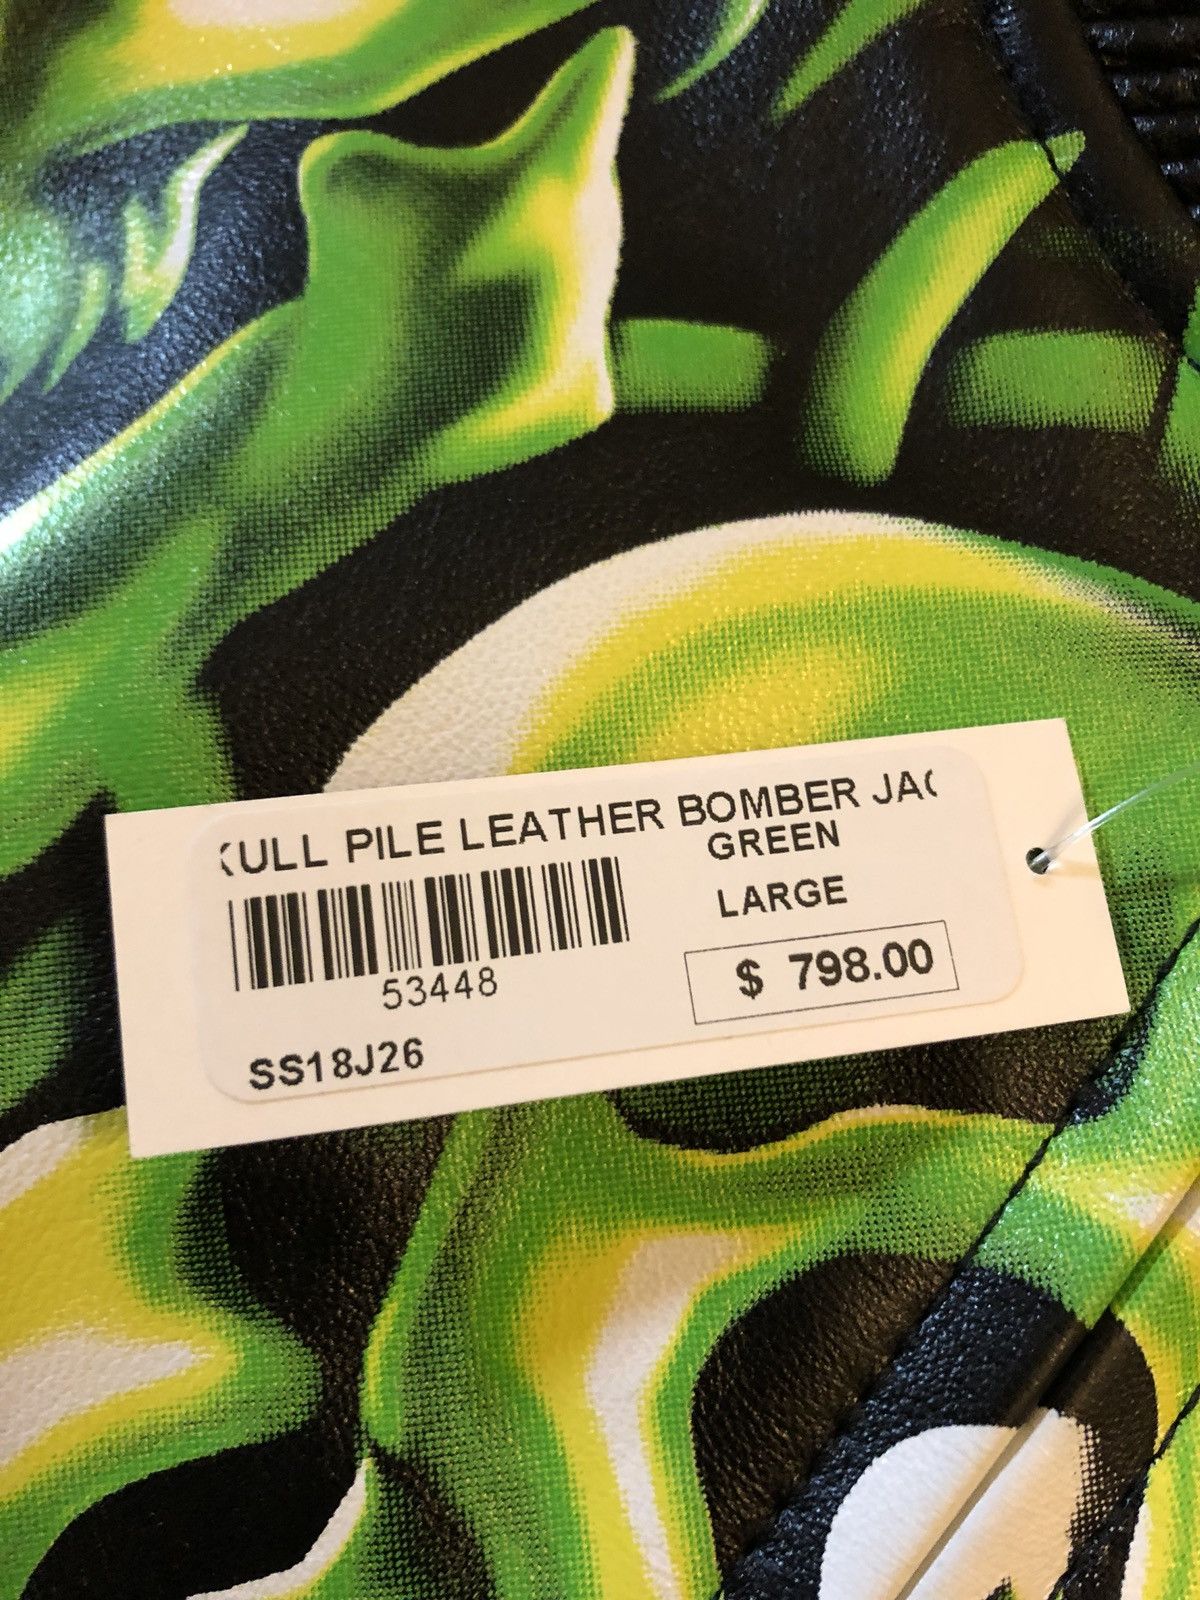 KULL PILE LEATHER BOMBER JAC
GREEN
LARGE
53448
$ 798.00
SS18J26